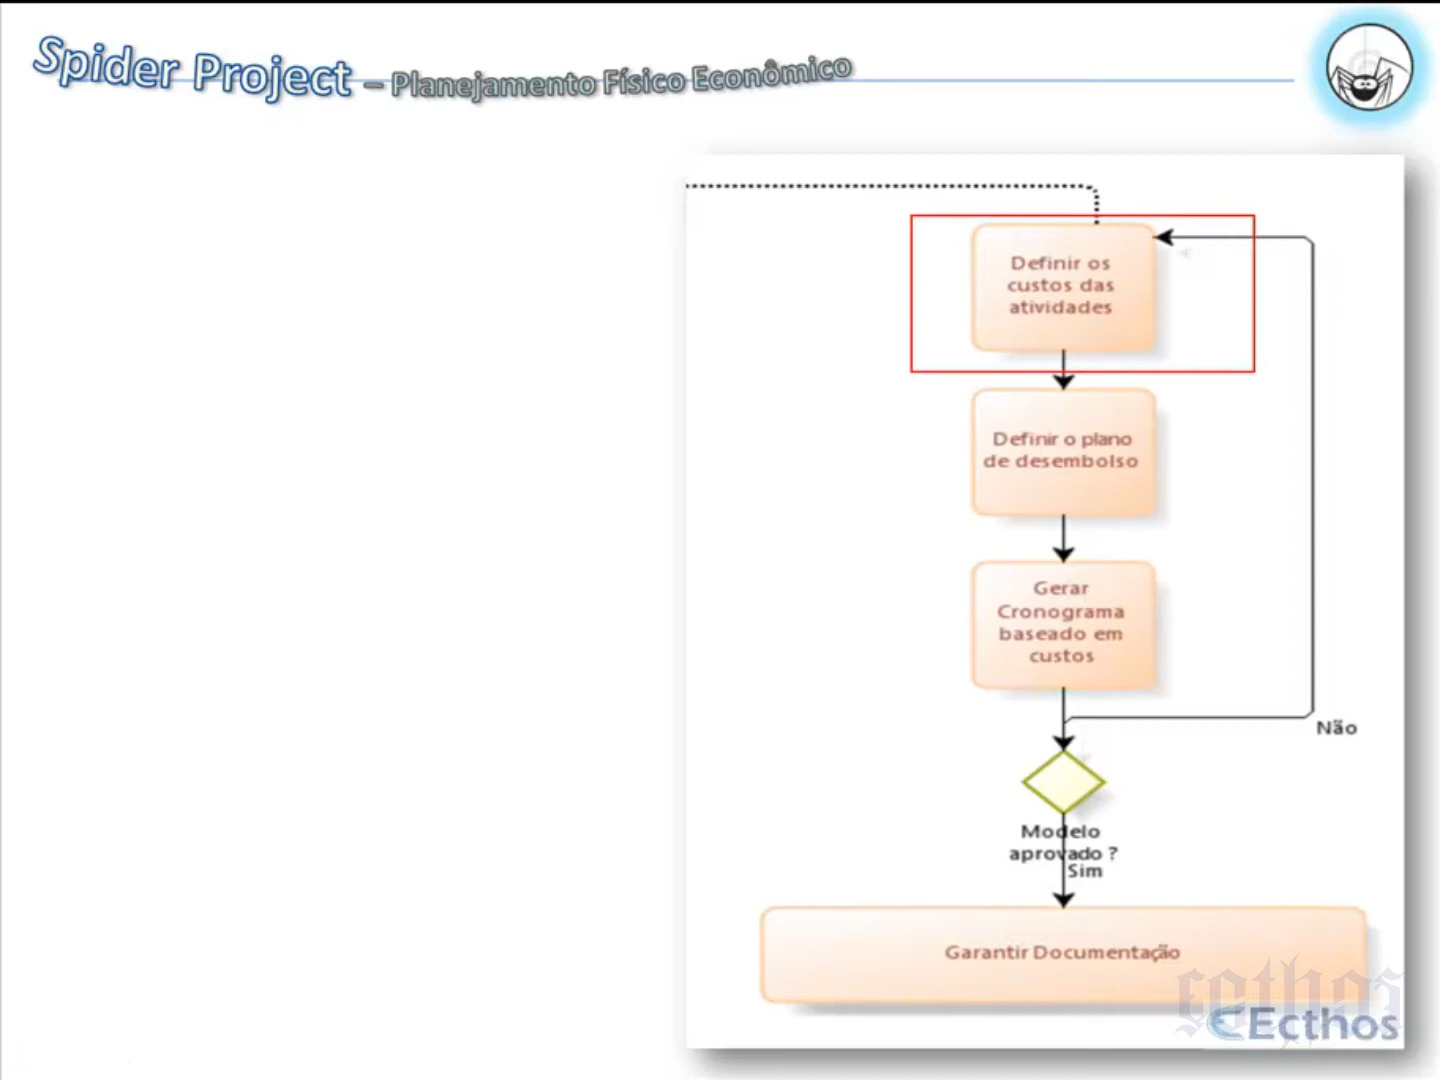 Spider Project – Planejamento Físico Econômico
Definir os
custos das
atividades
Definir o plano
de desembolso
Gerar
Cronograma
baseado em
custos
Não
Modelo
aprovado ?
Sim
Garantir Documentação
Ecthos
Ecthos